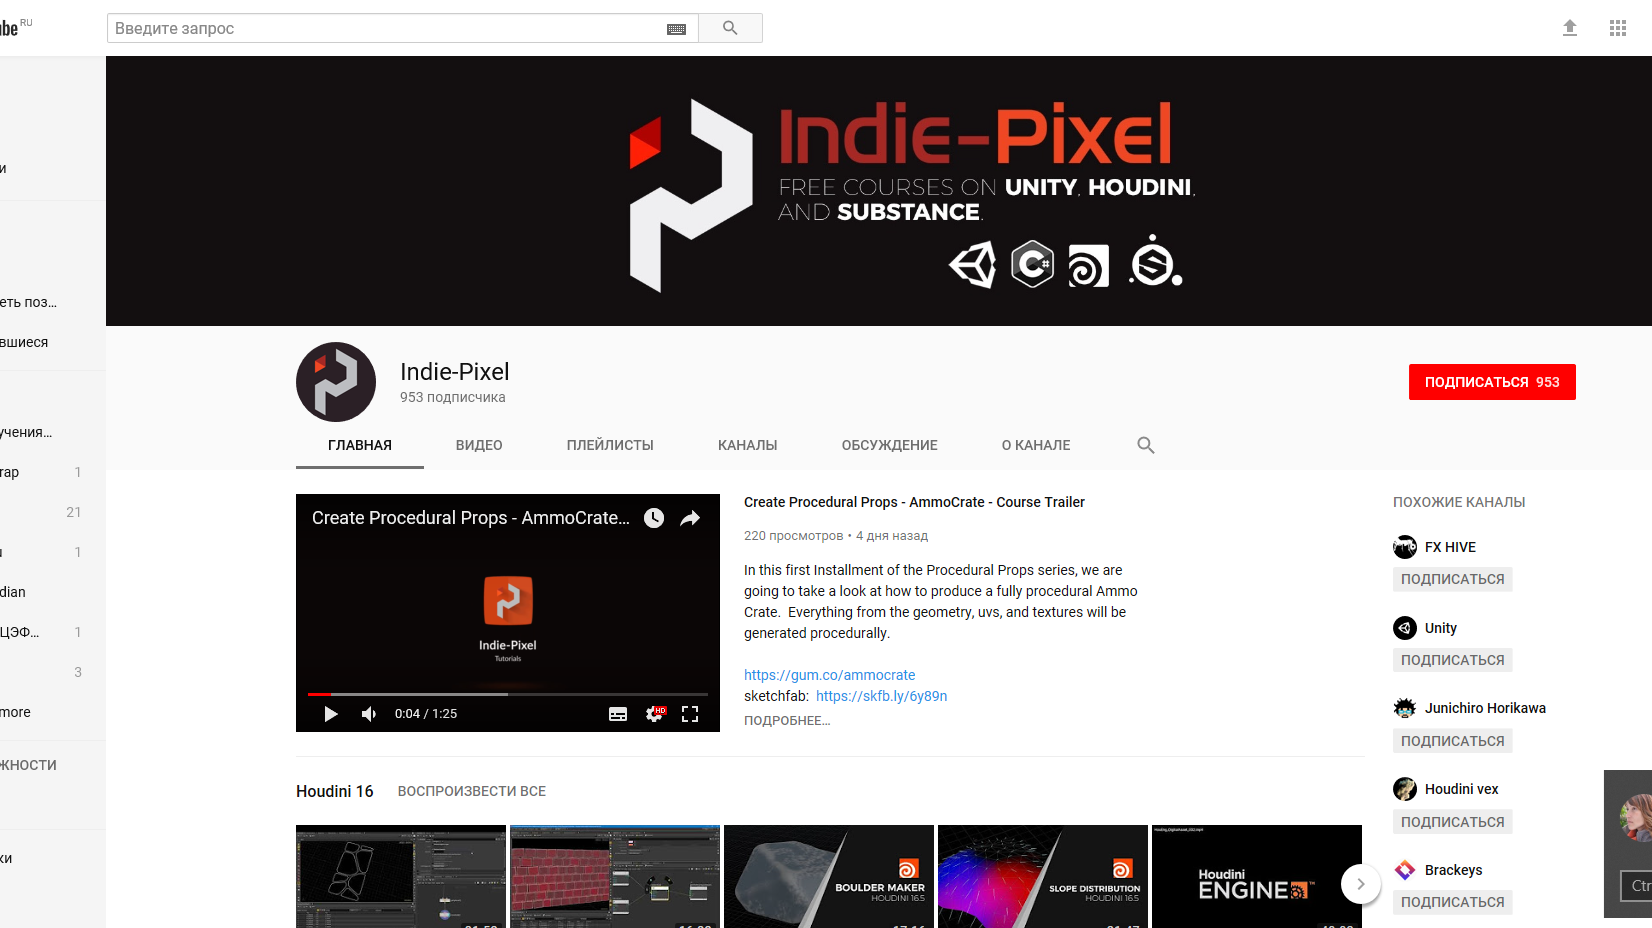 be RU
Введите запрос
Indie-Pixel
FREE COURSES ON UNITY, HOUDINI,
AND SUBSTANCE.
C#
Indie-Pixel
953 подписчика
ПОДПИСАТЬСЯ 953
ГЛАВНАЯ ВИДЕО ПЛЕЙЛИСТЫ КАНАЛЫ ОБСУЖДЕНИЕ О КАНАЛЕ
и
еть поз...
вшиеся
учения...
rap 1
21
1
dian
ЦЭФ... 1
3
more
ЖНОСТИ
ки
Create Procedural Props - AmmoCrate...
Indie-Pixel
Tutorials
0:04 / 1:25
HD
Create Procedural Props - AmmoCrate - Course Trailer
220 просмотров • 4 дня назад
In this first Installment of the Procedural Props series, we are
going to take a look at how to produce a fully procedural Ammo
Crate. Everything from the geometry, uvs, and textures will be
generated procedurally.
https://gum.co/ammocrate
sketchfab: https://skfb.ly/6y89n
ПОДРОБНЕЕ...
ПОХОЖИЕ КАНАЛЫ
FX HIVE
ПОДПИСАТЬСЯ
Unity
ПОДПИСАТЬСЯ
Junichiro Horikawa
ПОДПИСАТЬСЯ
Houdini vex
ПОДПИСАТЬСЯ
Brackeys
ПОДПИСАТЬСЯ
Houdini 16 ВОСПРОИЗВЕСТИ ВСЕ
BOULDER MAKER
HOUDINI 16.5
SLOPE DISTRIBUTION
HOUDINI 16.5
Houdini
ENGINE™
Ctr